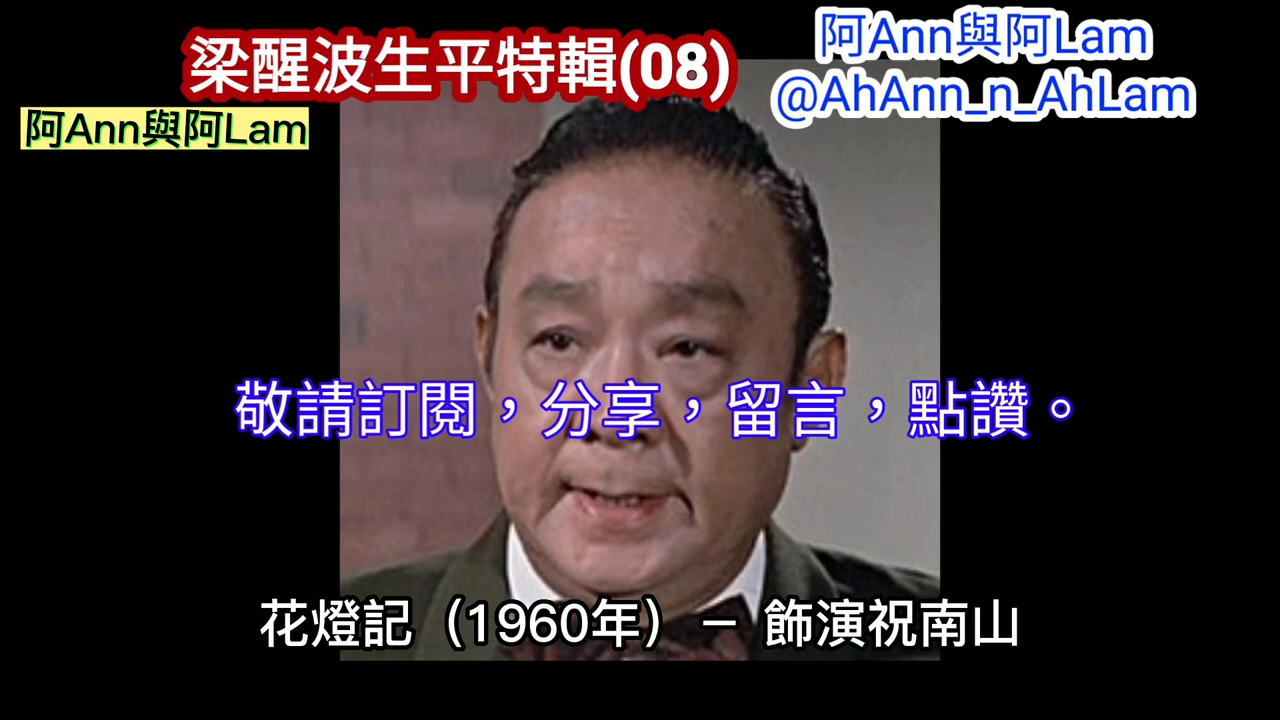 梁醒波生平特輯(08)
阿Ann與阿Lam
@AhAnn_n_AhLam
阿Ann與阿Lam
敬請訂閱，分享，留言，點讚。
花燈記（1960年）－ 飾演祝南山